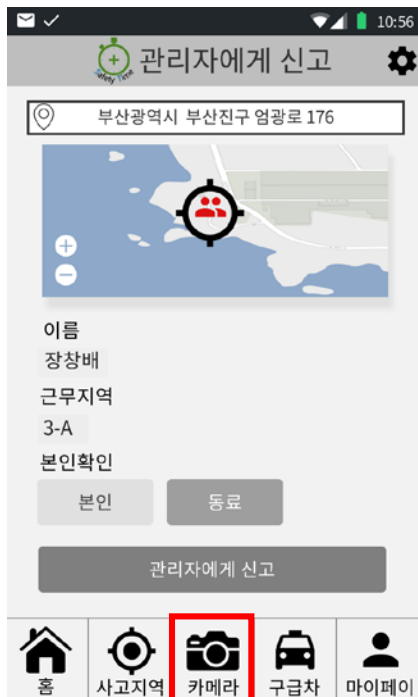 10:56
Safety Time
관리자에게 신고
부산광역시 부산진구 엄광로 176
이름
장창배
근무지역
3-A
본인확인
본인 동료
관리자에게 신고
홈 사고지역 카메라 구급차 마이페이